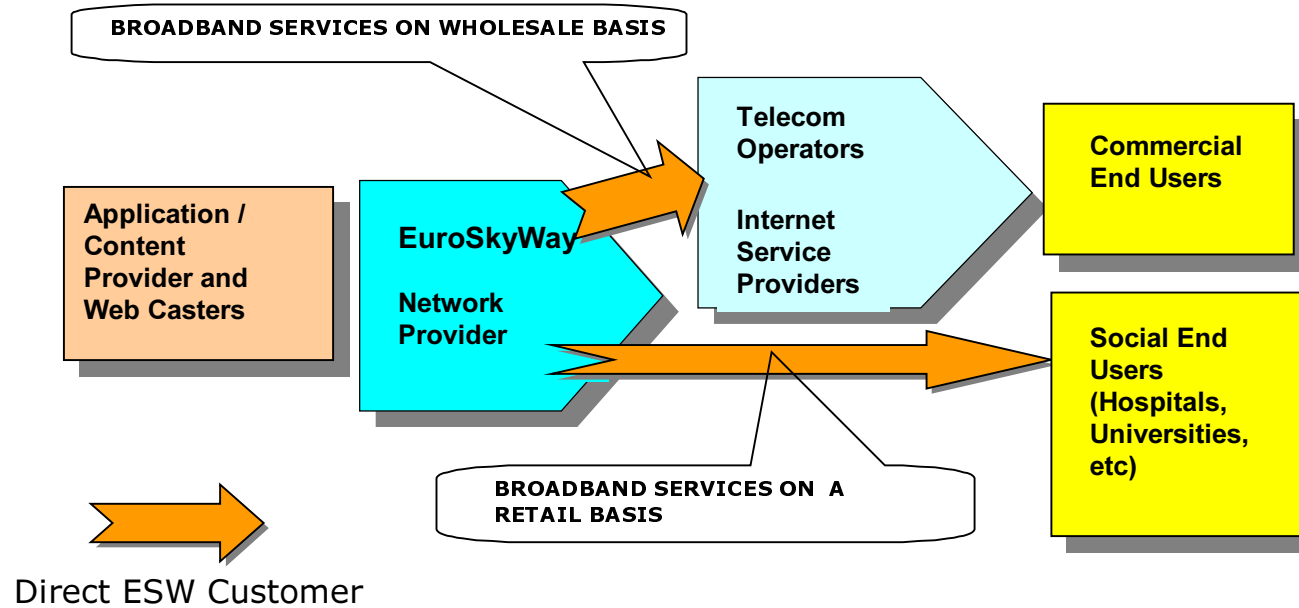 BROADBAND SERVICES ON WHOLESALE BASIS
Telecom
Operators
Internet
Service
Providers
Commercial
End Users
Application /
Content
Provider and
Web Casters
EuroSkyWay
Network
Provider
Social End
Users
(Hospitals,
Universities,
etc)
BROADBAND SERVICES ON A
RETAIL BASIS
Direct ESW Customer